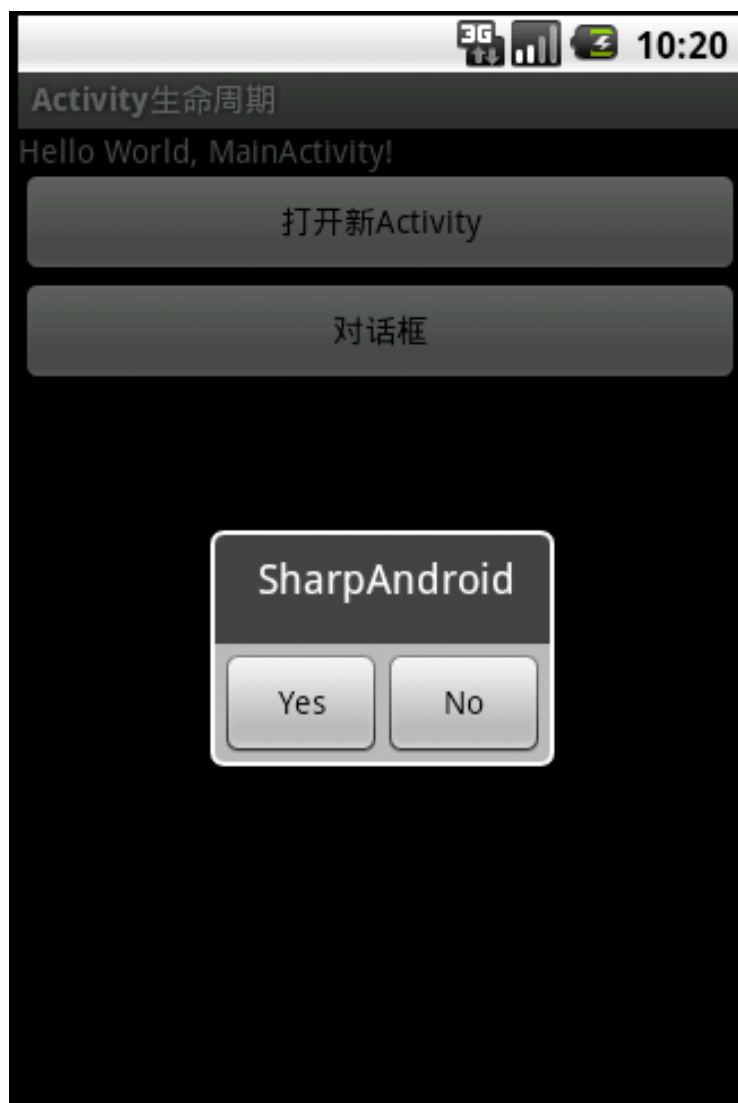 3G 10:20
Activity生命周期
Hello World, MainActivity!
打开新Activity
对话框
SharpAndroid
Yes No